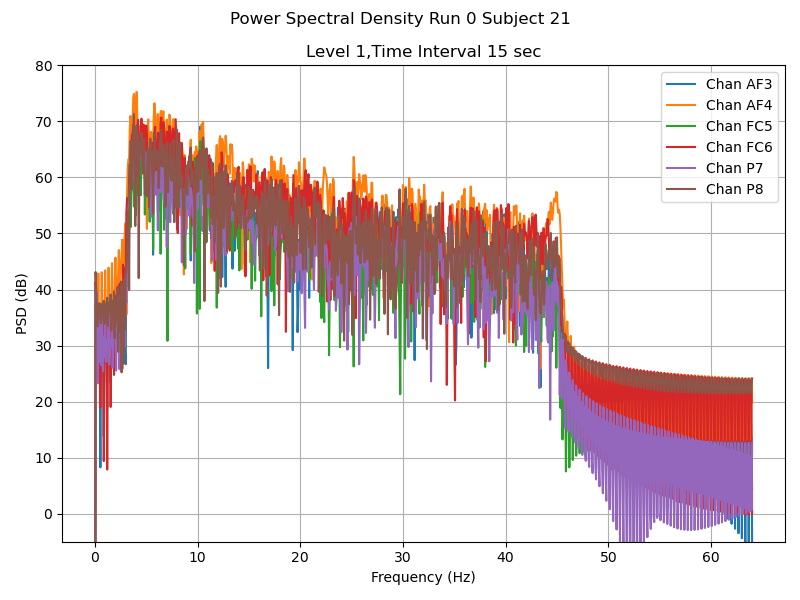 Power Spectral Density Run 0 Subject 21
Level 1,Time Interval 15 sec
80
70
60
50
40
30
20
10
0
PSD (dB)
Chan AF3
Chan AF4
Chan FC5
Chan FC6
Chan P7
Chan P8
0 10 20 30 40 50 60
Frequency (Hz)